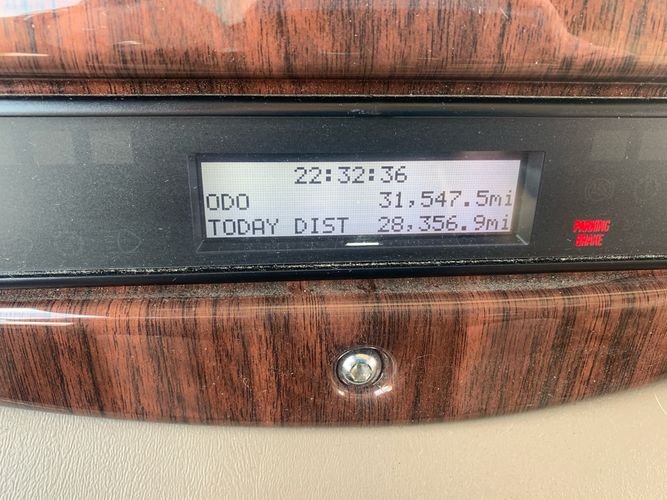 22:32:36
ODO 31,547.5mi
TODAY DIST 28,356.9mi
PARKING
BRAKE